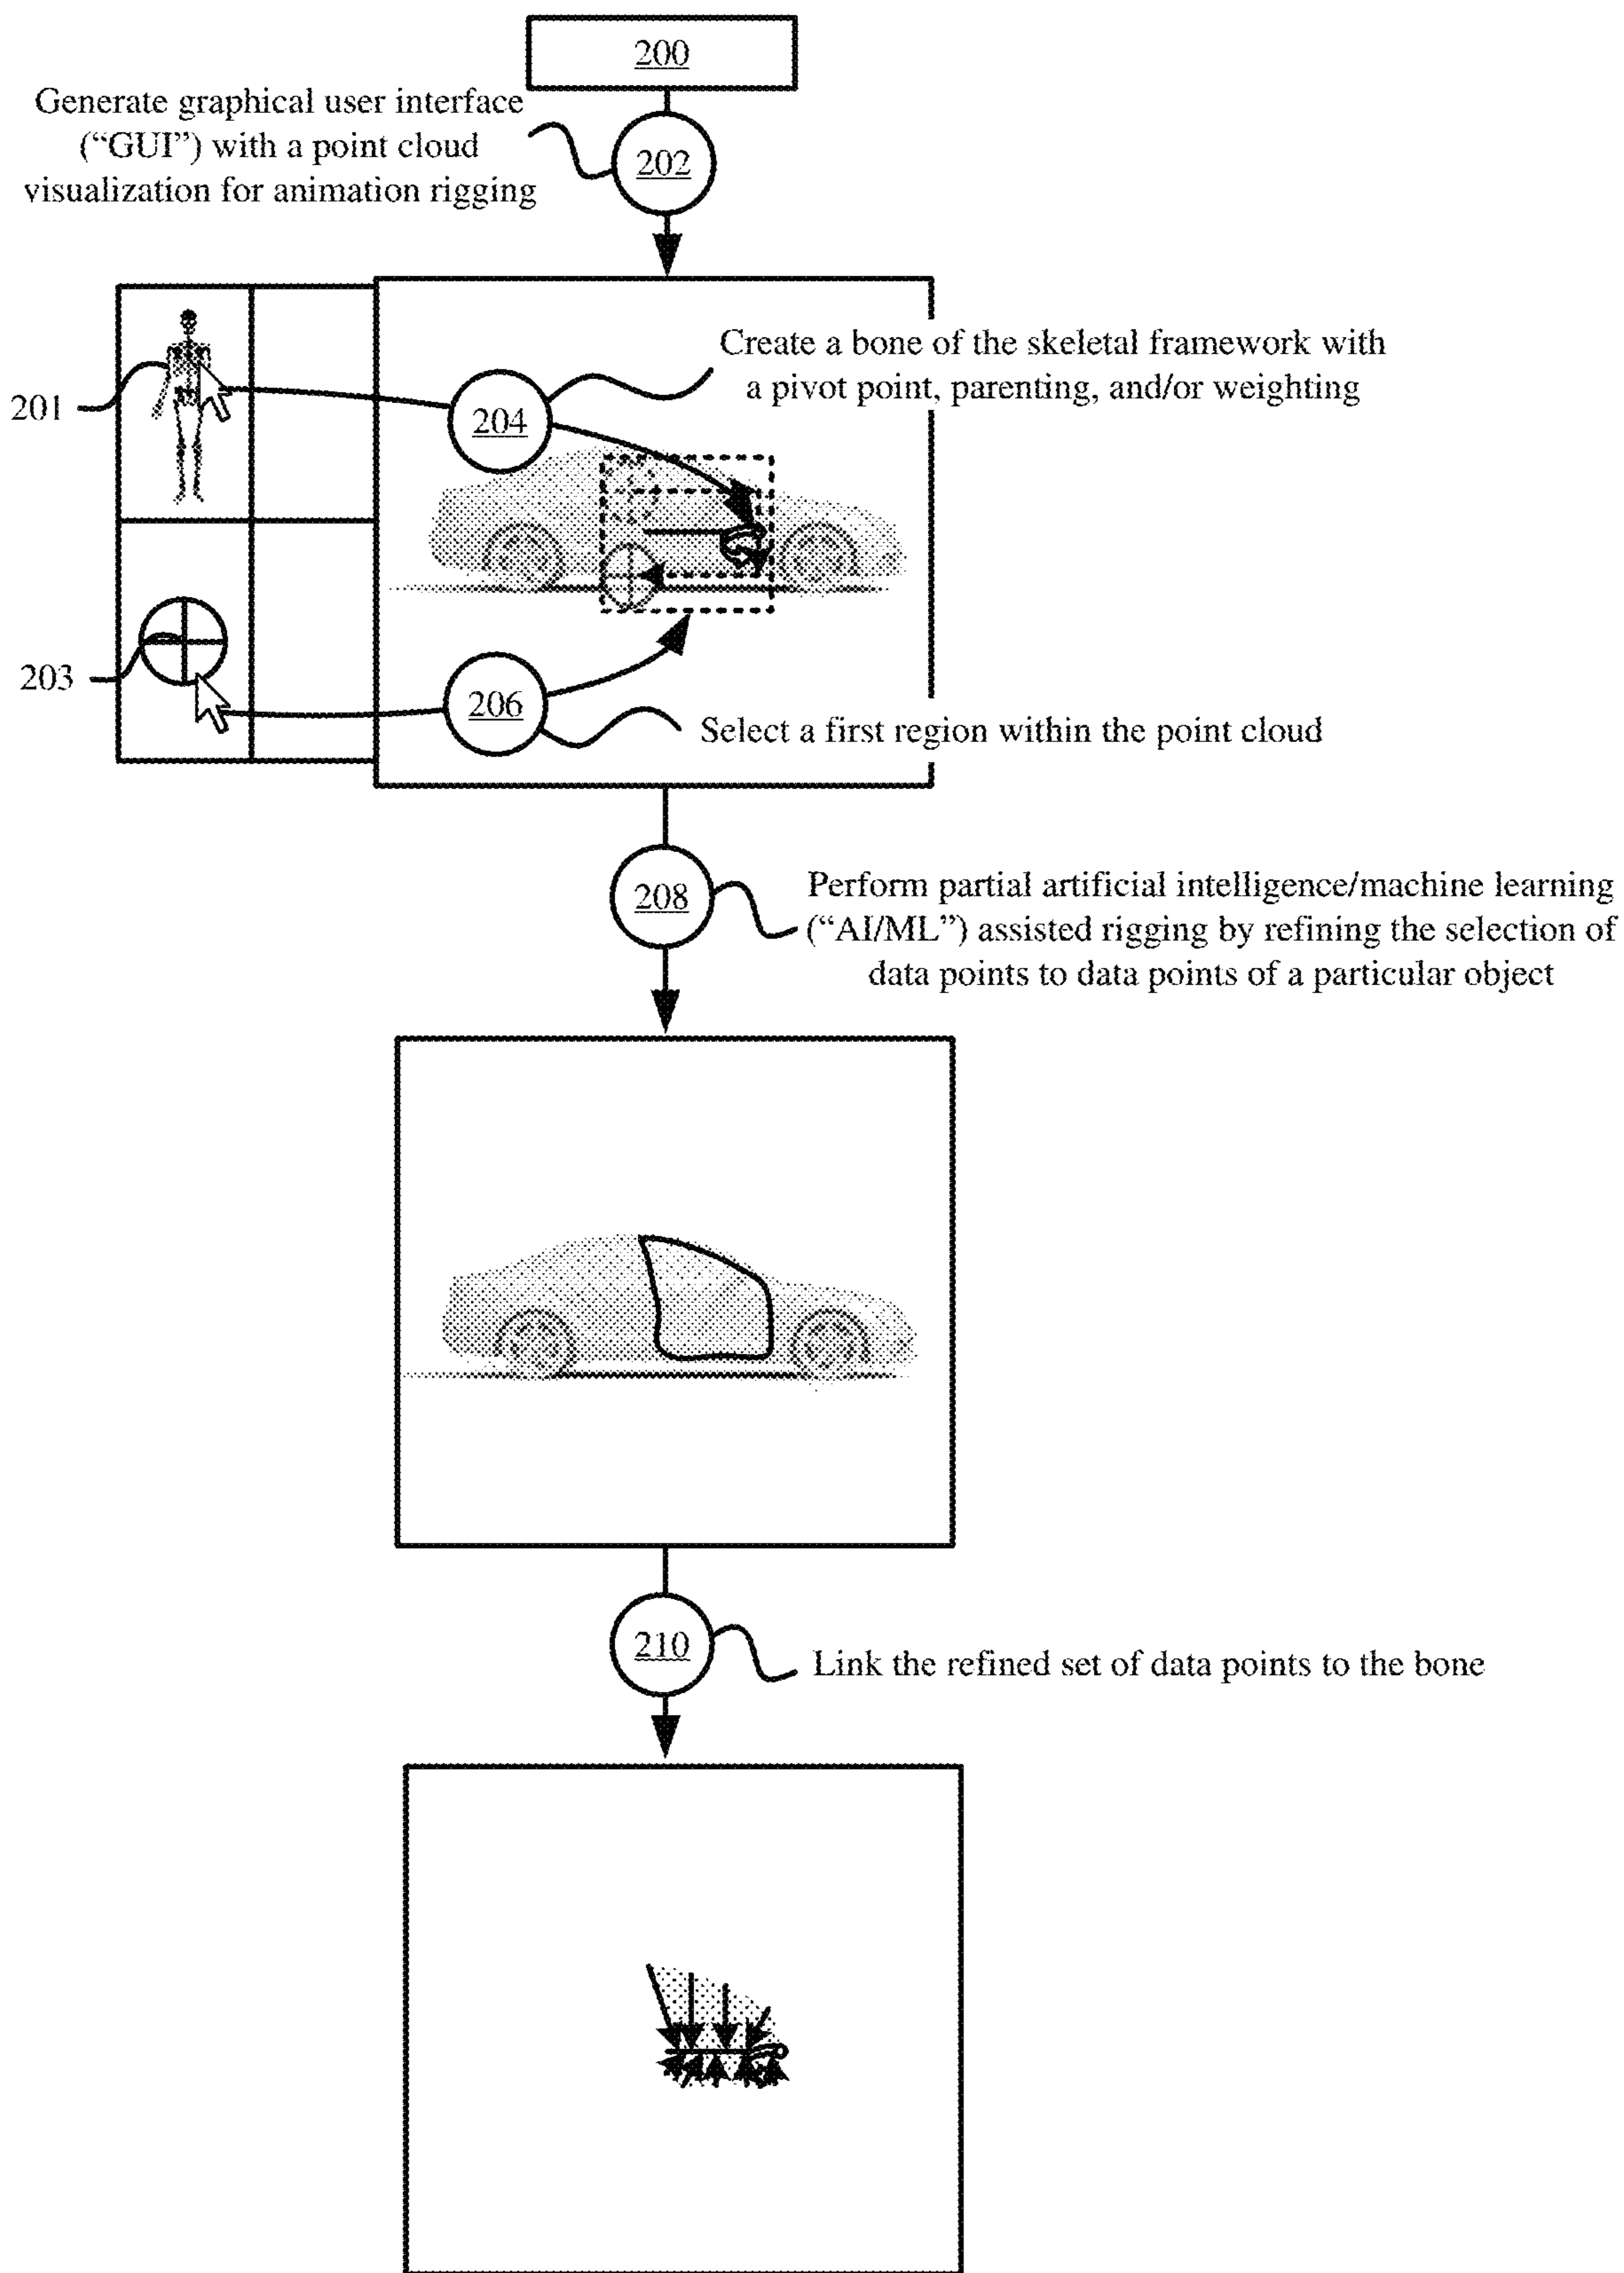 200
Generate graphical user interface
(“GUI”) with a point cloud
visualization for animation rigging
202
Create a bone of the skeletal framework with
a pivot point, parenting, and/or weighting
201
204
203
206
Select a first region within the point cloud
208
Perform partial artificial intelligence/machine learning
(“AI/ML”) assisted rigging by refining the selection of
data points to data points of a particular object
210
Link the refined set of data points to the bone